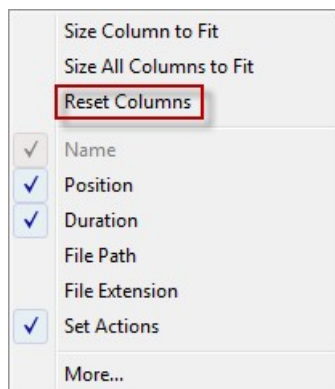 Size Column to Fit
Size All Columns to Fit
Reset Columns
Name
Position
Duration
File Path
File Extension
Set Actions
More...